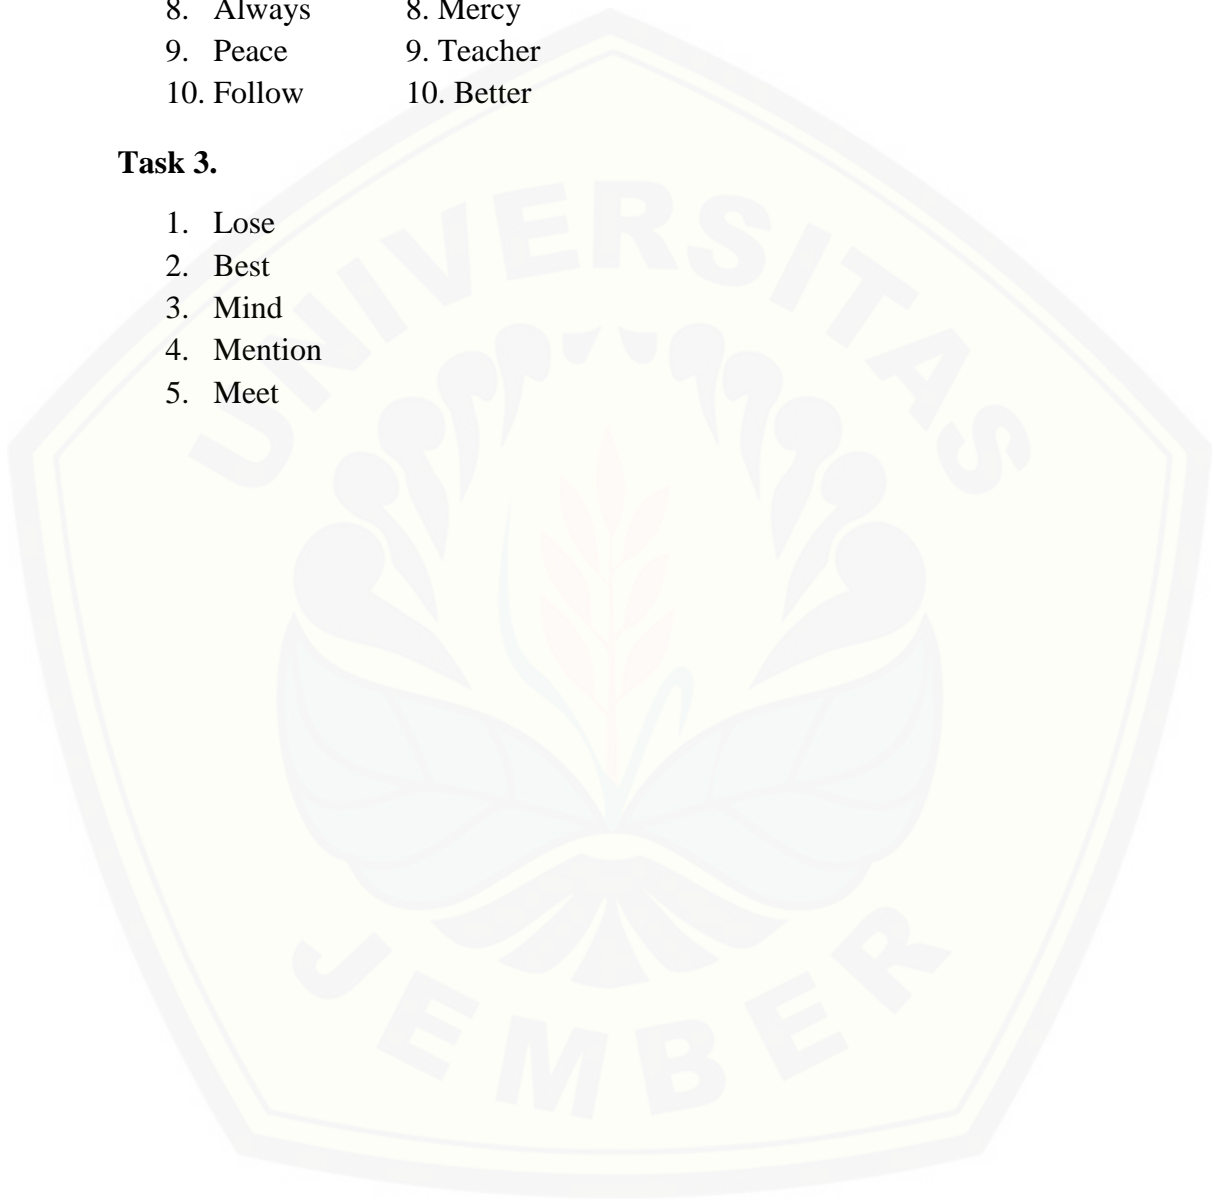 8. Always 8. Mercy
9. Peace 9. Teacher
10. Follow 10. Better
Task 3.
1. Lose
2. Best
3. Mind
4. Mention
5. Meet
UNIVERSITAS
JEMBER